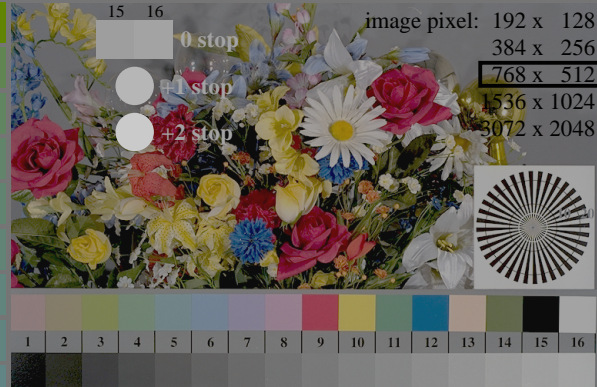 15 16
image pixel: 192 x 128
0 stop
384 x 256
768 x 512
+1 stop
1536 x 1024
+2 stop
3072 x 2048
1 2 3 4 5 6 7 8 9 10 11 12 13 14 15 16